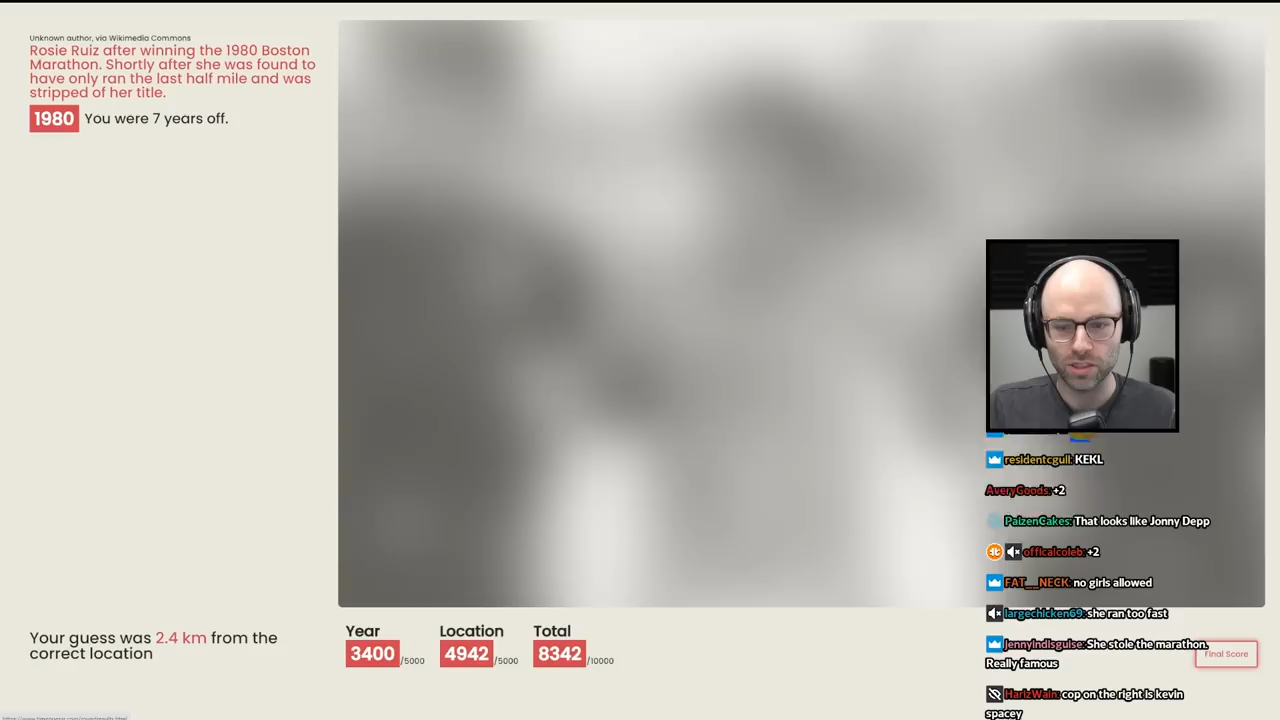 Unknown author, via Wikimedia Commons
Rosie Ruiz after winning the 1980 Boston
Marathon. Shortly after she was found to
have only ran the last half mile and was
stripped of her title.
1980 You were 7 years off.
residentcgull: KEKL
AveryGoods: +2
PaizenCakes: That looks like Jonny Depp
officalcoleb: +2
FAT__NECK: no girls allowed
largechicken69: she ran too fast
JennyIndisguise: She stole the marathon.
Really famous
HarizWain: cop on the right is kevin
spacey
Your guess was 2.4 km from the
correct location
Year Location Total
3400 /5000 4942 /5000 8342 /10000
Final Score